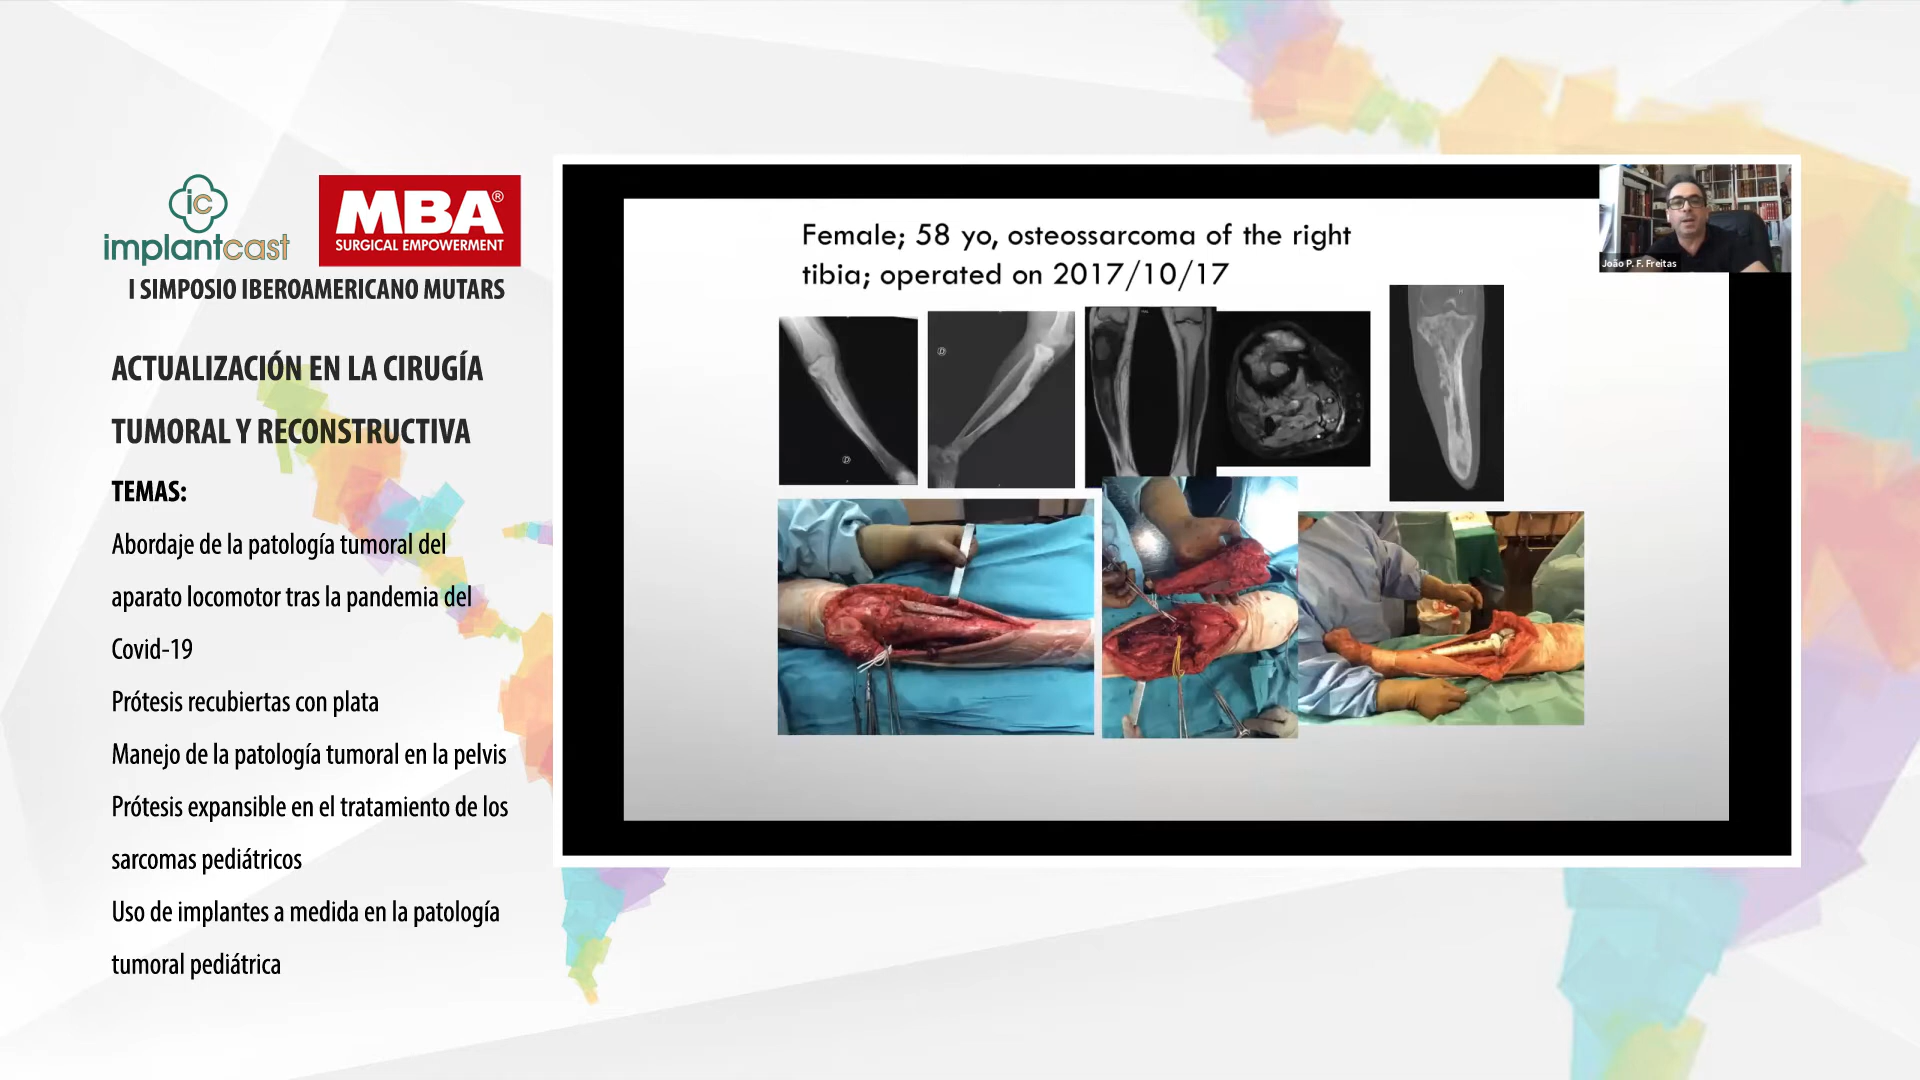 ic
implantcast
MBA®
SURGICAL EMPOWERMENT
I SIMPOSIO IBEROAMERICANO MUTARS
ACTUALIZACIÓN EN LA CIRUGÍA
TUMORAL Y RECONSTRUCTIVA
TEMAS:
Abordaje de la patología tumoral del
aparato locomotor tras la pandemia del
Covid-19
Prótesis recubiertas con plata
Manejo de la patología tumoral en la pelvis
Prótesis expansible en el tratamiento de los
sarcomas pediátricos
Uso de implantes a medida en la patología
tumoral pediátrica
Female; 58 yo, osteossarcoma of the right
tibia; operated on 2017/10/17
João P. F. Freitas
D
D